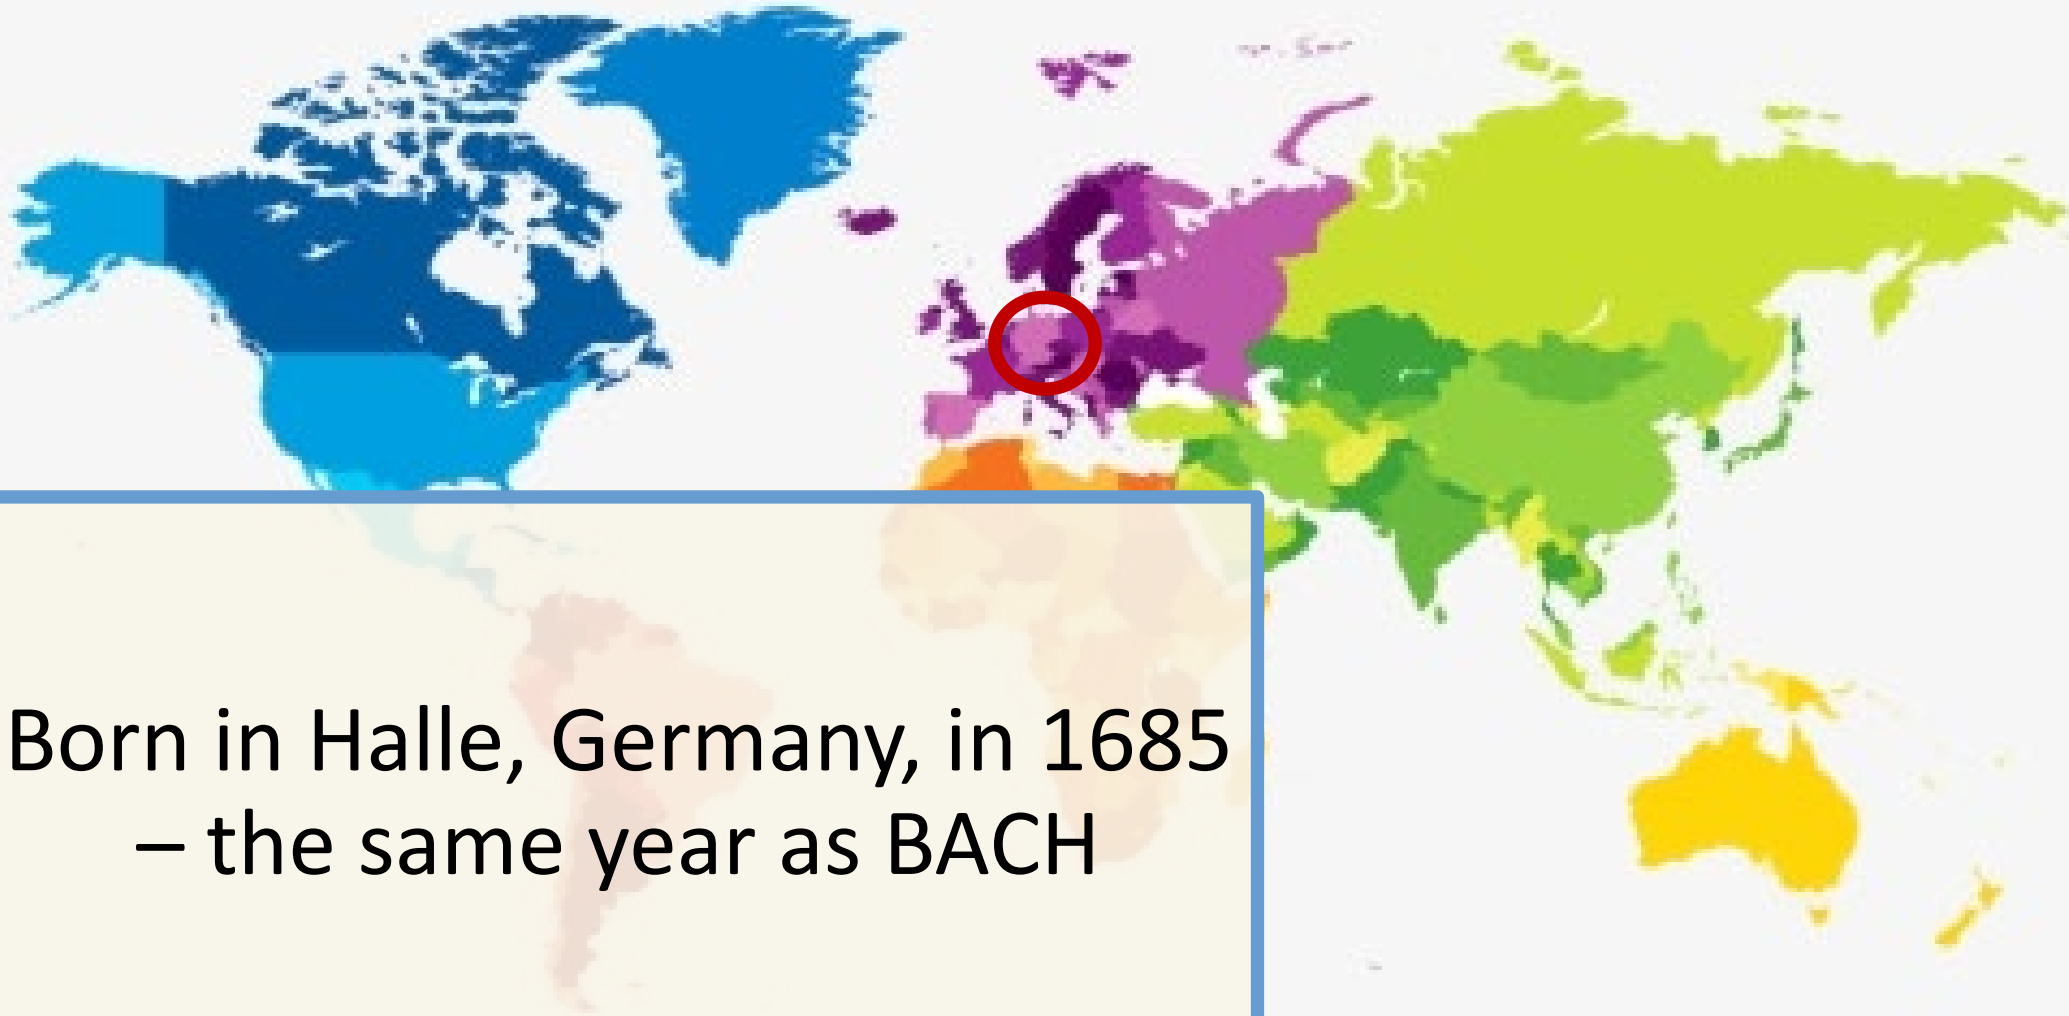 Born in Halle, Germany, in 1685
– the same year as BACH